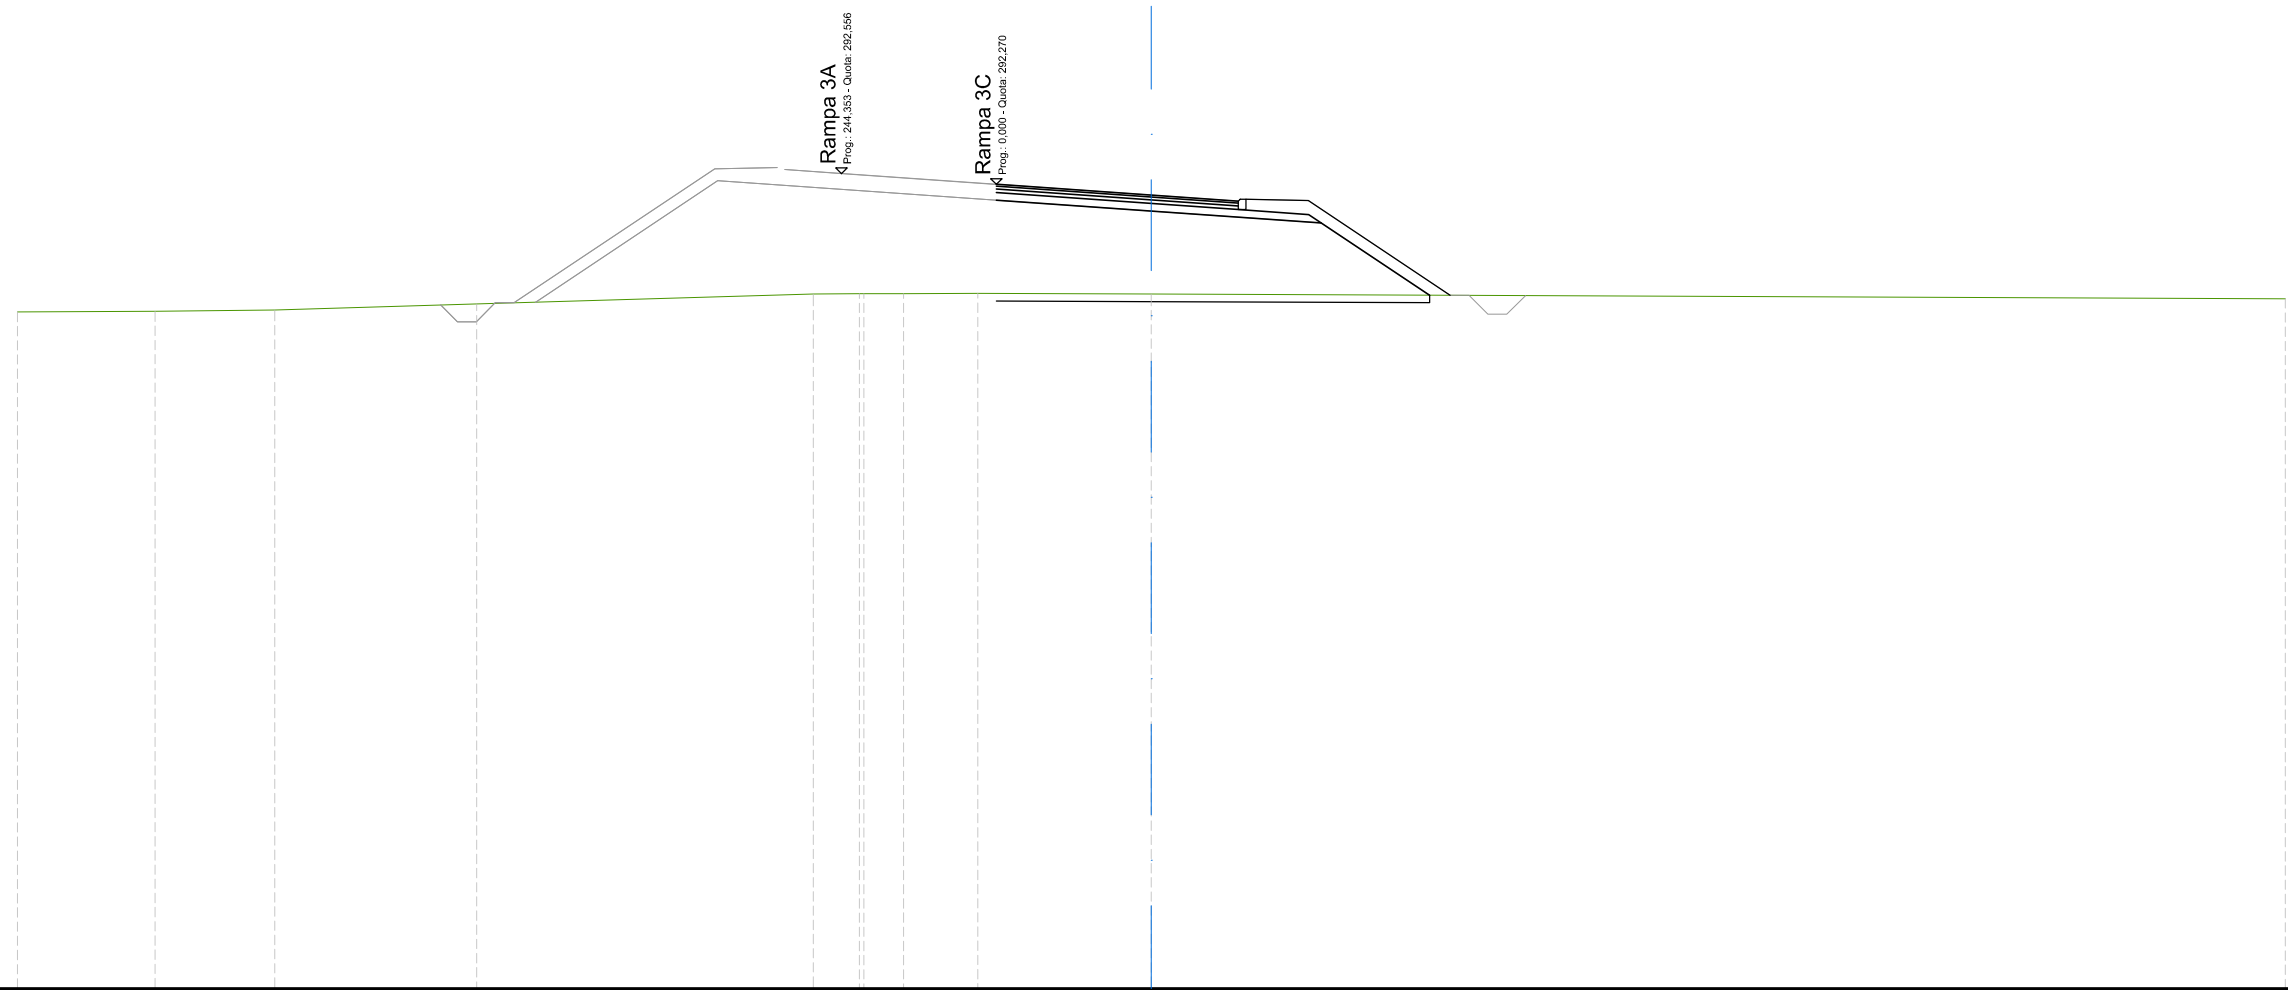 Rampa 3A
Prog.: 244,353 - Quota: 292,556
Rampa 3C
Prog.: 0,000 - Quota: 292,270